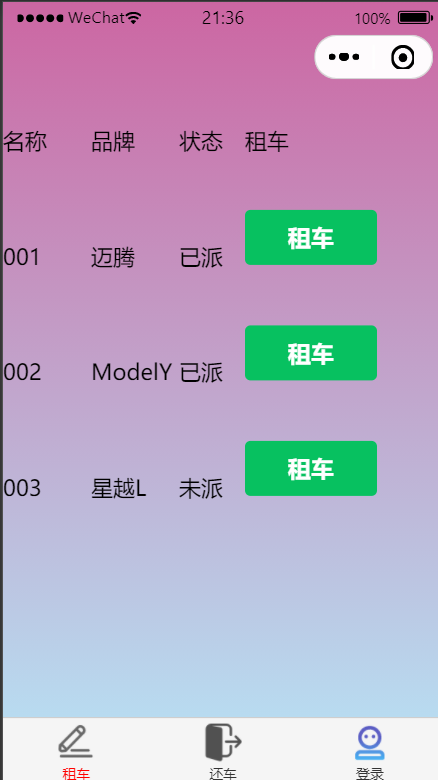 WeChat 21:36 100%
名称 品牌 状态 租车
001 迈腾 已派 租车
002 ModelY 已派 租车
003 星越L 未派 租车
租车 还车 登录